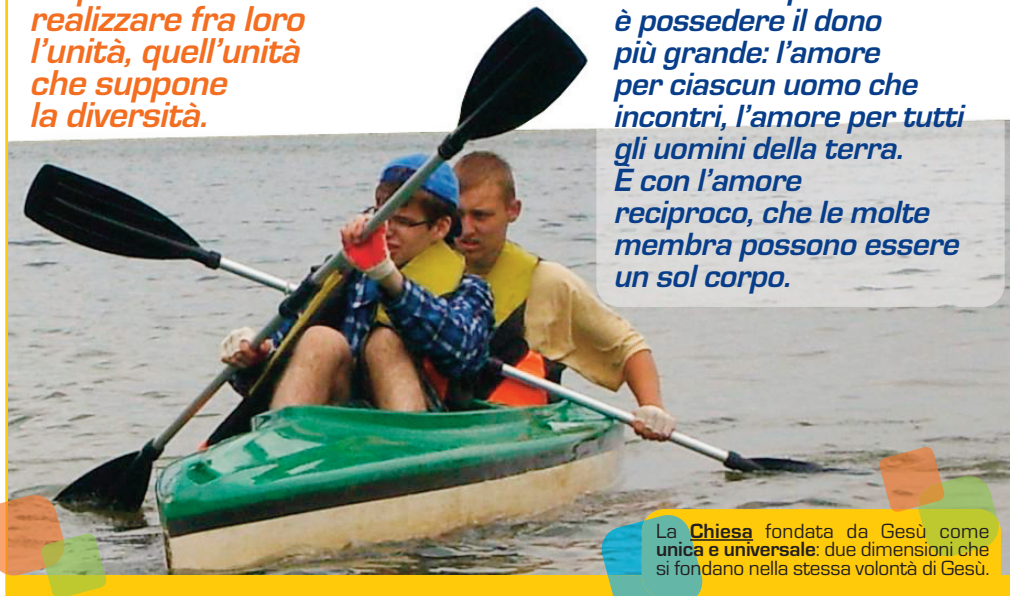 realizzare fra loro
l'unità, quell'unità
che suppone
la diversità.
è possedere il dono
più grande: l'amore
per ciascun uomo che
incontri, l'amore per tutti
gli uomini della terra.
È con l'amore
reciproco, che le molte
membra possono essere
un sol corpo.
La Chiesa fondata da Gesù come
unica e universale: due dimensioni che
si fondano nella stessa volontà di Gesù.